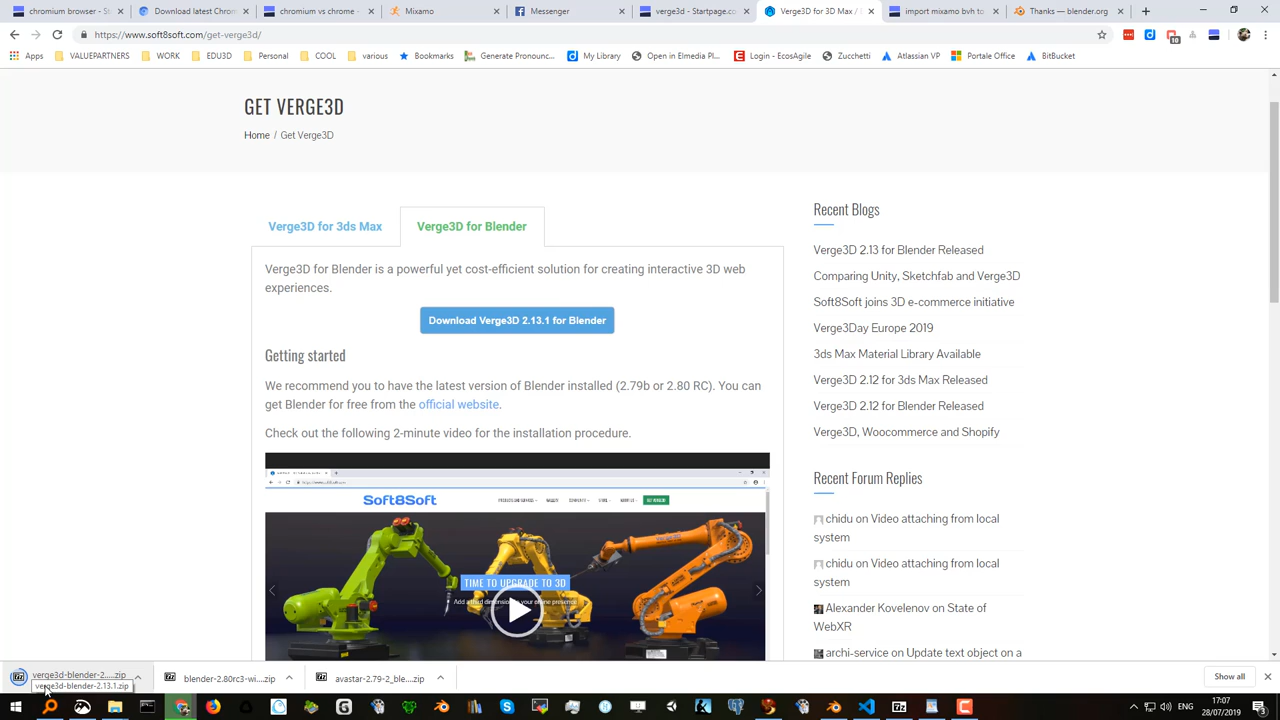 chromium browser - St
Download latest Chrom
chromium vs chrome -
Mixamo
Messenger
verge3d - Startpage.com
Verge3D for 3d Max /
import mixamo bvh to
Thanks — blender.org
https://www.soft8soft.com/get-verge3d/
10
Apps
VALUEPARTNERS
WORK
EDU3D
Personal
COOL
various
Bookmarks
Generate Pronounc...
My Library
Open in Elmedia Pl...
Login - EcosAgile
Zucchetti
Atlassian VP
Portale Office
BitBucket
GET VERGE3D
Home / Get Verge3D
Verge3D for 3ds Max
Verge3D for Blender
Verge3D for Blender is a powerful yet cost-efficient solution for creating interactive 3D web
experiences.
Download Verge3D 2.13.1 for Blender
Getting started
We recommend you to have the latest version of Blender installed (2.79b or 2.80 RC). You can
get Blender for free from the official website.
Check out the following 2-minute video for the installation procedure.
Soft8Soft
TIME TO UPGRADE TO 3D
Add a third dimension to your online presence
Recent Blogs
Verge3D 2.13 for Blender Released
Comparing Unity, Sketchfab and Verge3D
Soft8Soft joins 3D e-commerce initiative
Verge3Day Europe 2019
3ds Max Material Library Available
Verge3D 2.12 for 3ds Max Released
Verge3D 2.12 for Blender Released
Verge3D, Woocommerce and Shopify
Recent Forum Replies
chidu on Video attaching from local
system
chidu on Video attaching from local
system
Alexander Kovelenov on State of
WebXR
archi-service on Update text object on a
verge3d-blender-2....zip
verge3d-blender-2.13.1.zip
blender-2.80rc3-wi....zip
avastar-2.79-2_ble....zip
Show all
ENG
17:07
28/07/2019